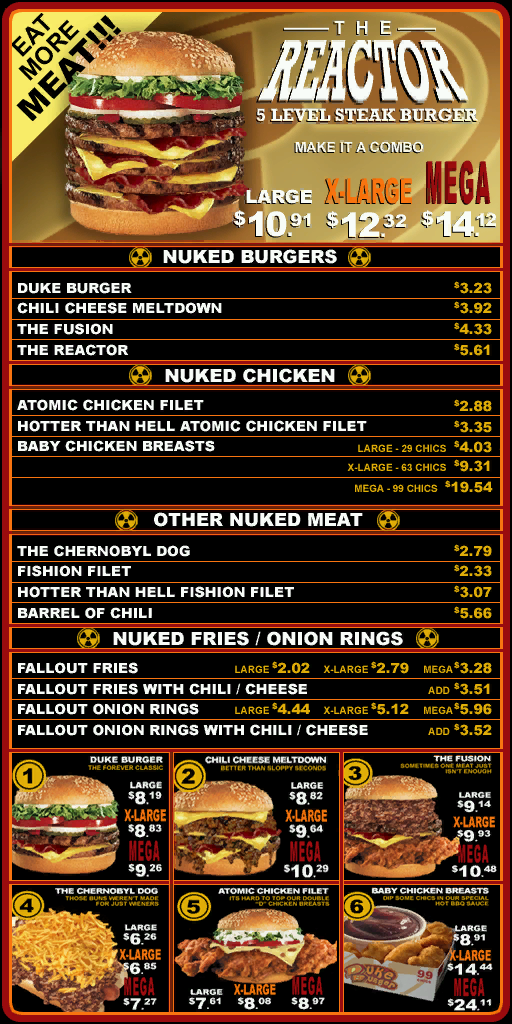 EAT
MORE
MEAT!!!
THE
REACTOR
5 LEVEL STEAK BURGER
MAKE IT A COMBO
LARGE X-LARGE MEGA
$10.91 $12.32 $14.12
NUKED BURGERS
DUKE BURGER $3.23
CHILI CHEESE MELTDOWN $3.92
THE FUSION $4.33
THE REACTOR $5.61
NUKED CHICKEN
ATOMIC CHICKEN FILET $2.88
HOTTER THAN HELL ATOMIC CHICKEN FILET $3.35
BABY CHICKEN BREASTS LARGE - 29 CHICS $4.03
X-LARGE - 63 CHICS $9.31
MEGA - 99 CHICS $19.54
OTHER NUKED MEAT
THE CHERNOBYL DOG $2.79
FISHION FILET $2.33
HOTTER THAN HELL FISHION FILET $3.07
BARREL OF CHILI $5.66
NUKED FRIES / ONION RINGS
FALLOUT FRIES LARGE $2.02 X-LARGE $2.79 MEGA $3.28
FALLOUT FRIES WITH CHILI / CHEESE ADD $3.51
FALLOUT ONION RINGS LARGE $4.44 X-LARGE $5.12 MEGA $5.96
FALLOUT ONION RINGS WITH CHILI / CHEESE ADD $3.52
1
DUKE BURGER
THE FOREVER CLASSIC
LARGE
$8.19
X-LARGE
$8.83
MEGA
$9.26
2
CHILI CHEESE MELTDOWN
BETTER THAN SLOPPY SECONDS
LARGE
$8.82
X-LARGE
$9.64
MEGA
$10.29
3
THE FUSION
SOMETIMES ONE MEAT JUST
ISN'T ENOUGH
LARGE
$9.14
X-LARGE
$9.93
MEGA
$10.48
4
THE CHERNOBYL DOG
THOSE BUNS WEREN'T MADE
FOR JUST WIENERS
LARGE
$6.26
X-LARGE
$6.85
MEGA
$7.27
5
ATOMIC CHICKEN FILET
ITS HARD TO TOP OUR DOUBLE
"D" CHICKEN BREASTS
LARGE X-LARGE MEGA
$7.61 $8.08 $8.97
6
BABY CHICKEN BREASTS
DIP SOME CHICS IN OUR SPECIAL
HOT BBQ SAUCE
LARGE
$8.91
X-LARGE
$14.44
MEGA
$24.11
DUKE
BURGER
99